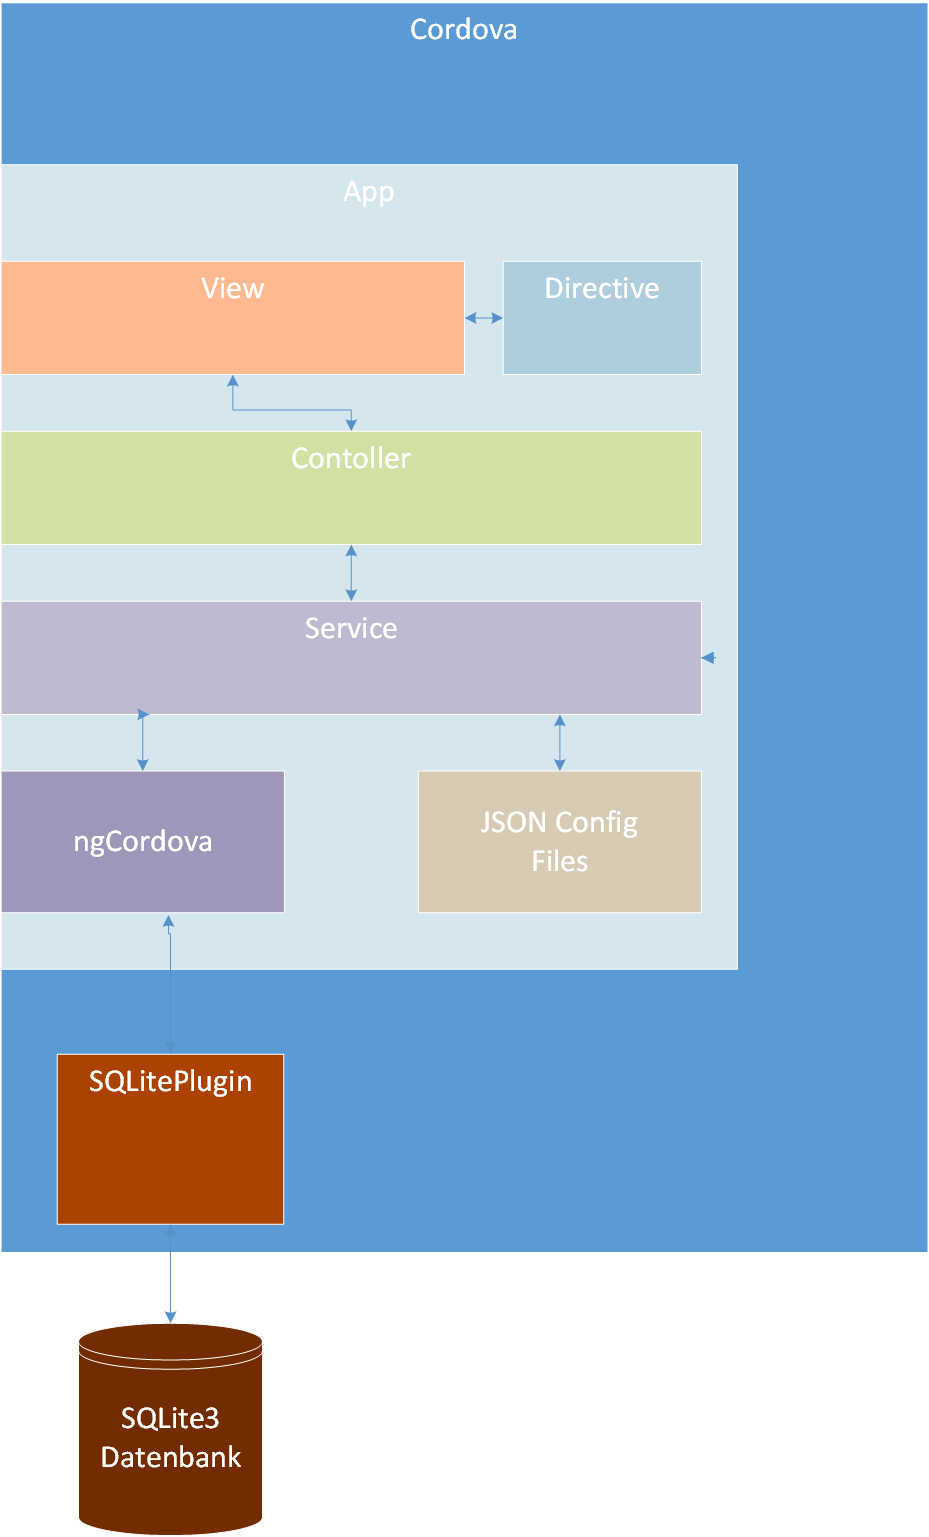 Cordova
App
View
Directive
Contoller
Service
ngCordova
JSON Config
Files
SQLitePlugin
SQLite3
Datenbank